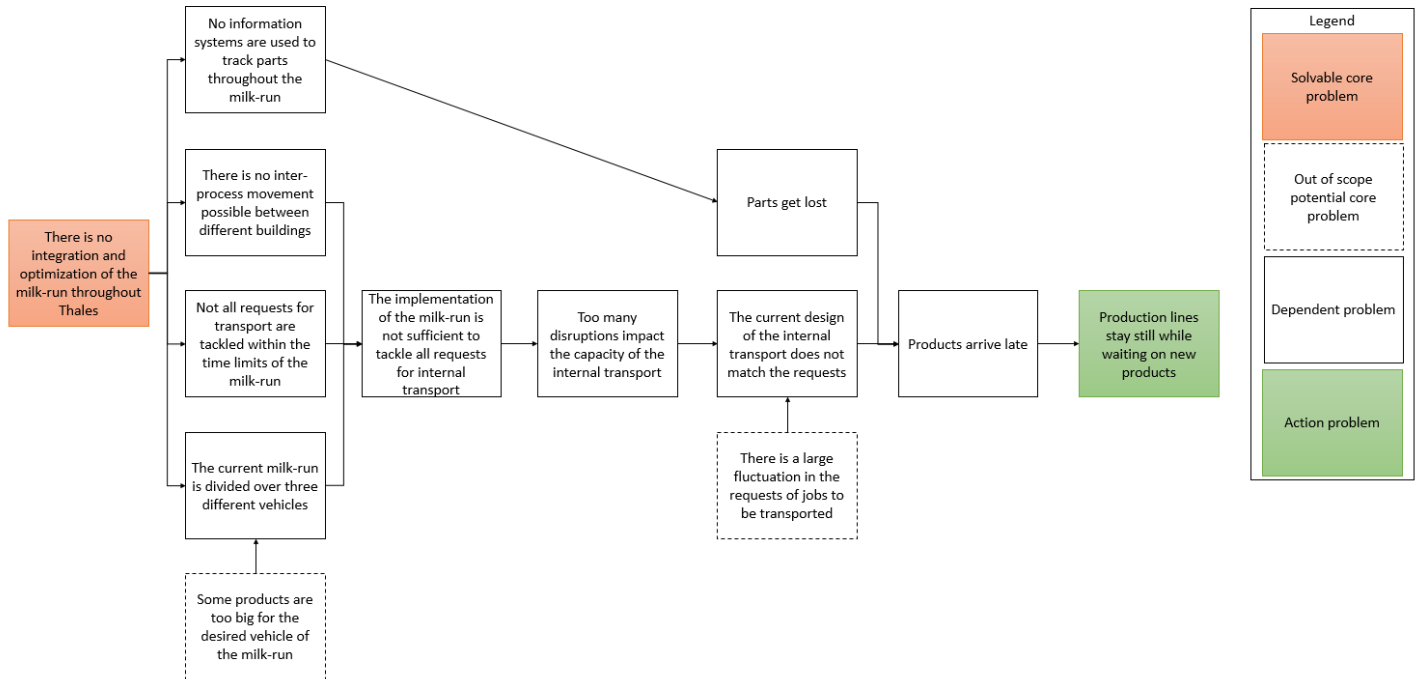 No information
systems are used to
track parts
throughout the
milk-run
There is no inter-
process movement
possible between
different buildings
There is no
integration and
optimization of the
milk-run throughout
Thales
Not all requests for
transport are
tackled within the
time limits of the
milk-run
The current milk-run
is divided over three
different vehicles
Some products are
too big for the
desired vehicle of
the milk-run
The implementation
of the milk-run is
not sufficient to
tackle all requests
for internal
transport
Too many
disruptions impact
the capacity of the
internal transport
Parts get lost
The current design
of the internal
transport does not
match the requests
There is a large
fluctuation in the
requests of jobs to
be transported
Products arrive late
Production lines
stay still while
waiting on new
products
Legend
Solvable core
problem
Out of scope
potential core
problem
Dependent problem
Action problem